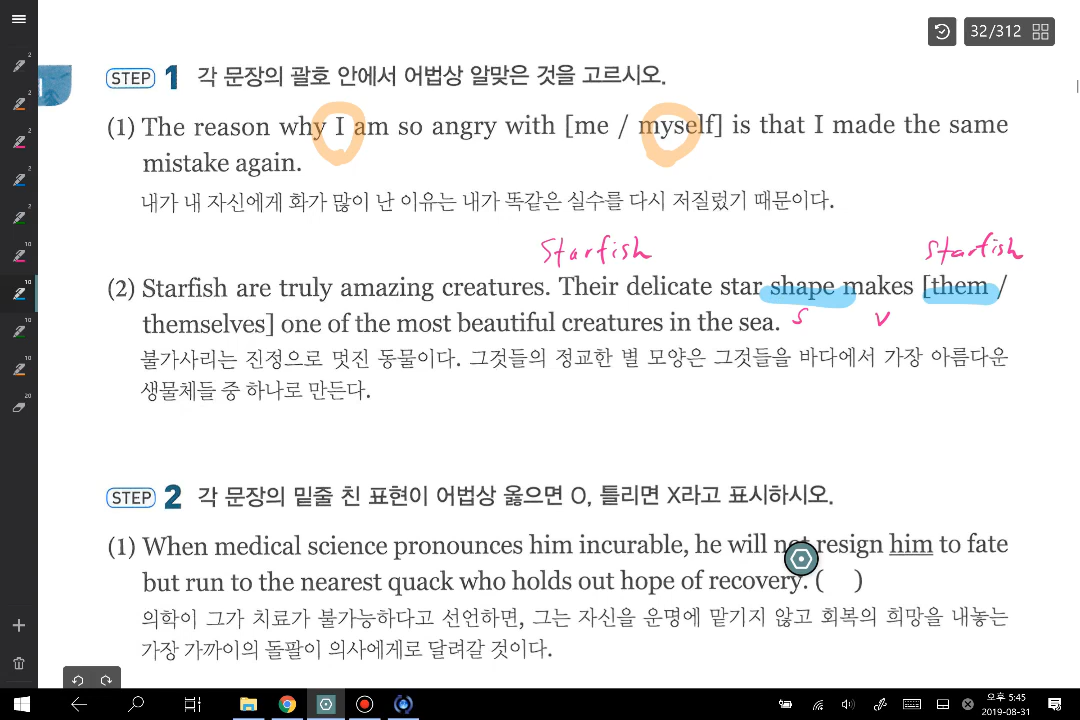 32/312
STEP 1 각 문장의 괄호 안에서 어법상 알맞은 것을 고르시오.
(1) The reason why I am so angry with [me / myself] is that I made the same
mistake again.
내가 내 자신에게 화가 많이 난 이유는 내가 똑같은 실수를 다시 저질렀기 때문이다.
Starfish Starfish
(2) Starfish are truly amazing creatures. Their delicate star shape makes [them /
themselves] one of the most beautiful creatures in the sea.
S V
불가사리는 진정으로 멋진 동물이다. 그것들의 정교한 별 모양은 그것들을 바다에서 가장 아름다운
생물체들 중 하나로 만든다.
STEP 2 각 문장의 밑줄 친 표현이 어법상 옳으면 O, 틀리면 X라고 표시하시오.
(1) When medical science pronounces him incurable, he will not resign him to fate
but run to the nearest quack who holds out hope of recovery. ( )
의학이 그가 치료가 불가능하다고 선언하면, 그는 자신을 운명에 맡기지 않고 회복의 희망을 내놓는
가장 가까이의 돌팔이 의사에게로 달려갈 것이다.
오후 5:45
2019-08-31